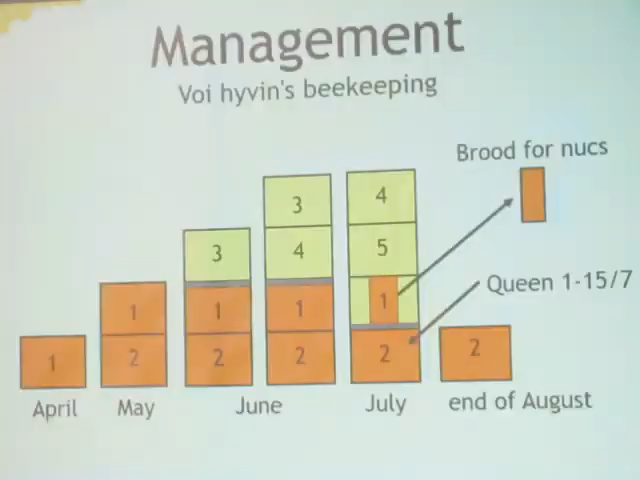 Management
Voi hyvin's beekeeping
Brood for nucs
3
4
3
4
5
Queen 1-15/7
1
1
1
1
1
2
2
2
2
2
April
May
June
July
end of August